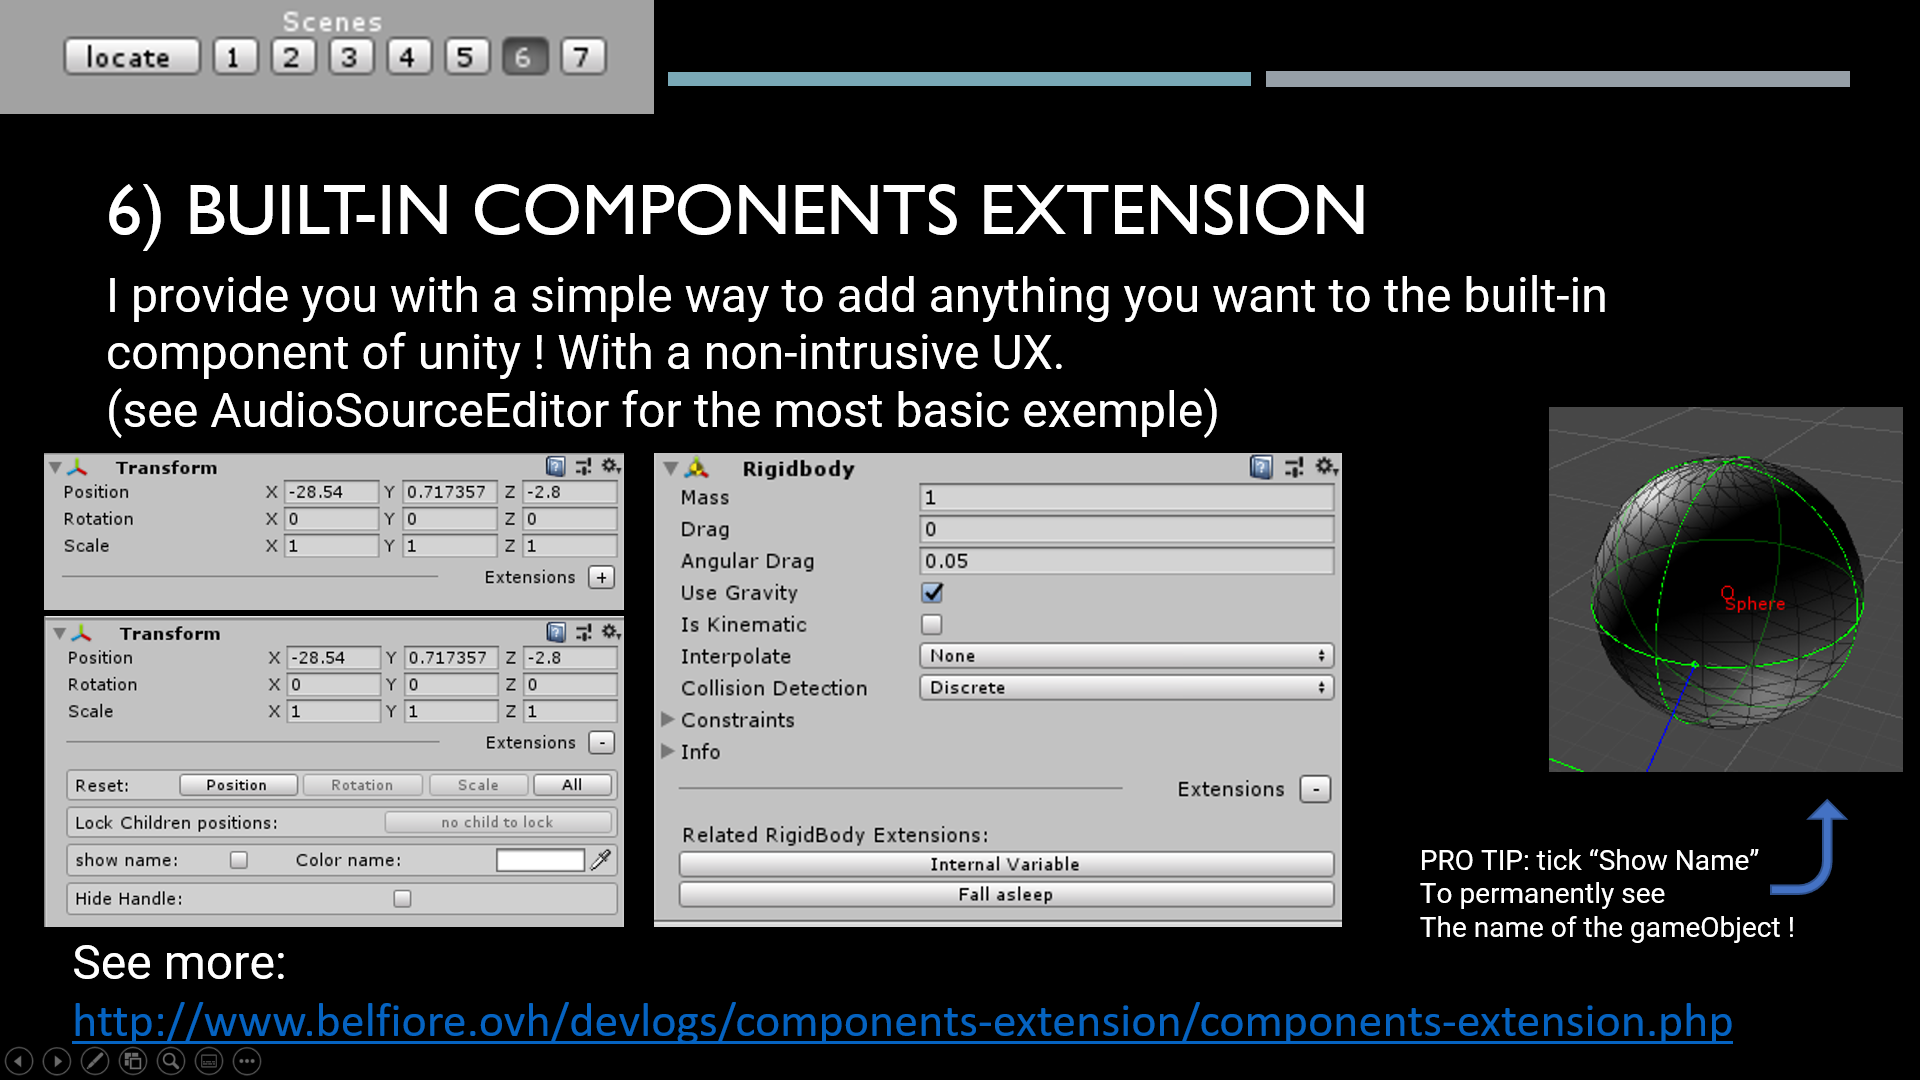 Scenes
locate 1 2 3 4 5 6 7
6) BUILT-IN COMPONENTS EXTENSION
I provide you with a simple way to add anything you want to the built-in
component of unity ! With a non-intrusive UX.
(see AudioSourceEditor for the most basic exemple)
Transform
Position X -28.54 Y 0.717357 Z -2.8
Rotation X 0 Y 0 Z 0
Scale X 1 Y 1 Z 1
Extensions +
Transform
Position X -28.54 Y 0.717357 Z -2.8
Rotation X 0 Y 0 Z 0
Scale X 1 Y 1 Z 1
Extensions -
Reset: Position Rotation Scale All
Lock Children positions: no child to lock
show name: Color name:
Hide Handle:
Rigidbody
Mass 1
Drag 0
Angular Drag 0.05
Use Gravity
Is Kinematic
Interpolate None
Collision Detection Discrete
Constraints
Info
Extensions -
Related RigidBody Extensions:
Internal Variable
Fall asleep
Sphere
PRO TIP: tick “Show Name”
To permanently see
The name of the gameObject !
See more:
http://www.belfiore.ovh/devlogs/components-extension/components-extension.php